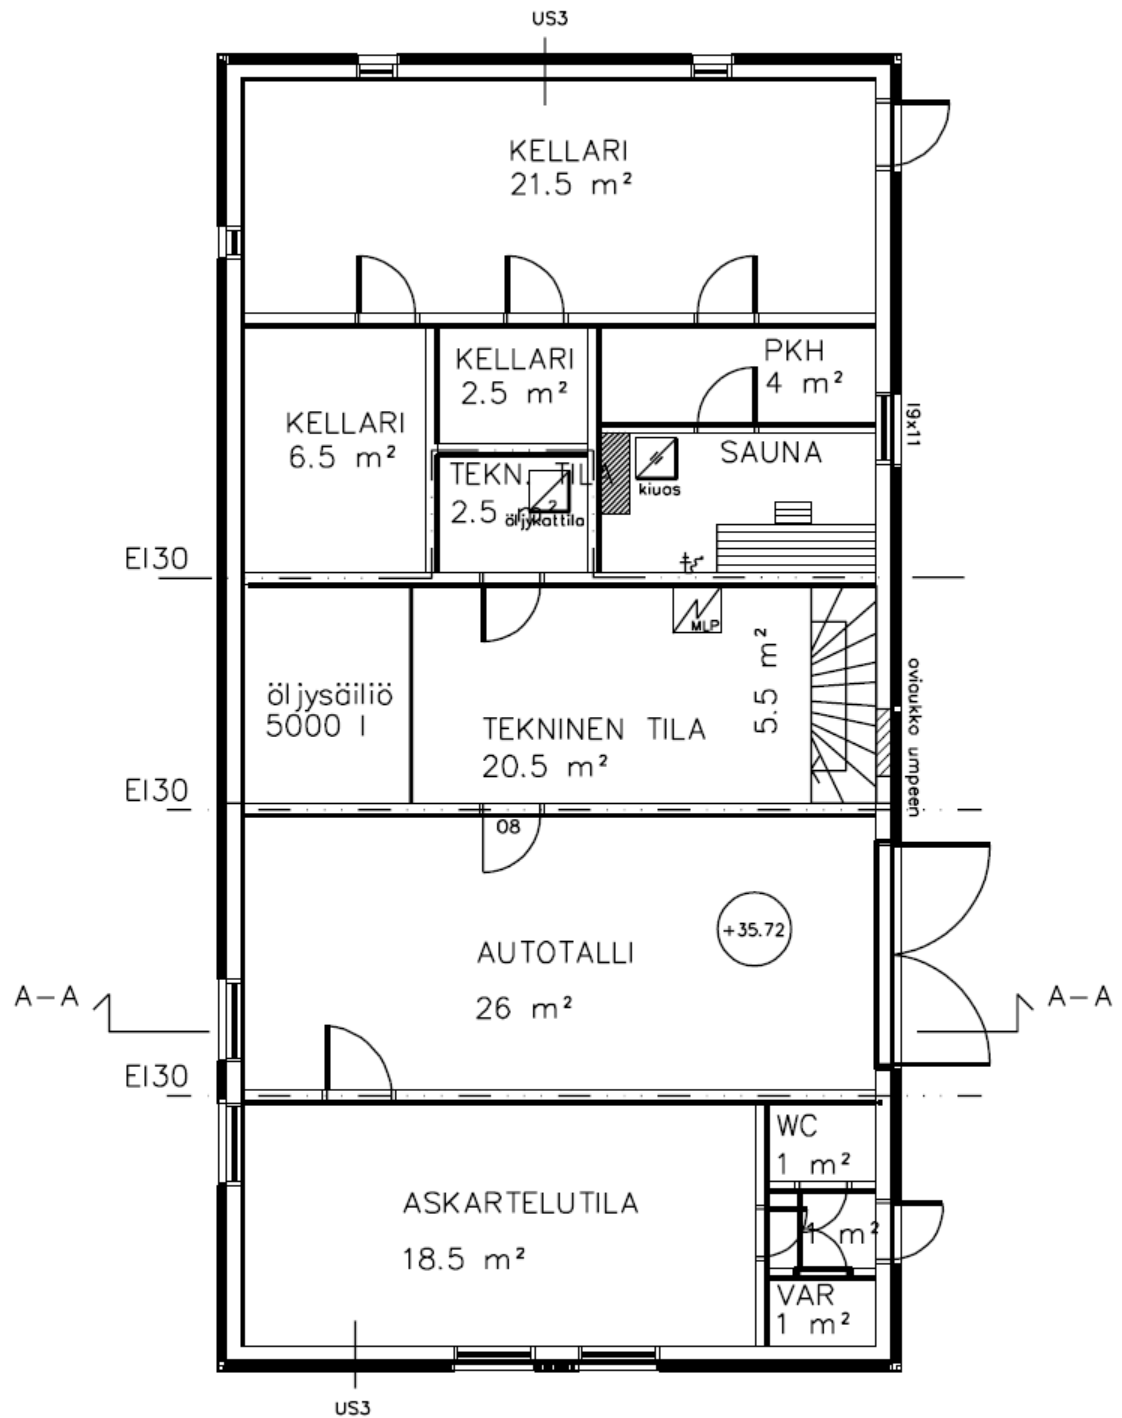 US3
KELLARI
21.5 m²
PKH
4 m²
KELLARI
2.5 m²
KELLARI
6.5 m²
19x11
SAUNA
kiuas
TEKN. TILA
2.5 m²
öljykattila
EI30
MLP
5.5 m²
öljysäiliö
5000 l
TEKNINEN TILA
20.5 m²
oviaukko umpeen
EI30
08
+35.72
AUTOTALLI
26 m²
A-A
A-A
EI30
WC
1 m²
ASKARTELUTILA
18.5 m²
1 m²
VAR
1 m²
US3